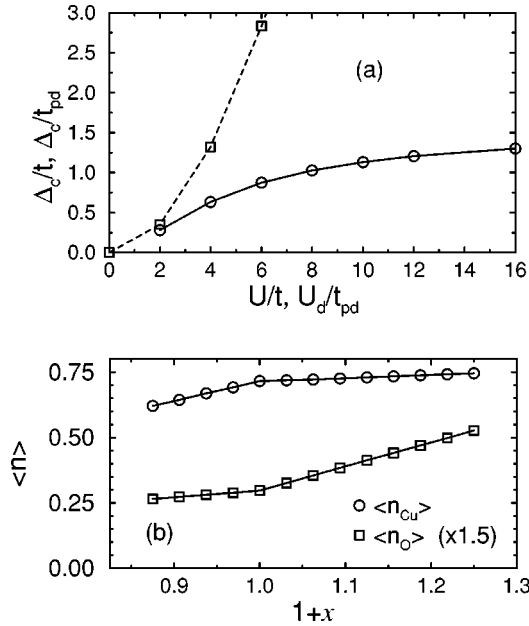 3.0
2.5
2.0
1.5
1.0
0.5
0.0
Δc/t, Δc/tpd
(a)
0 2 4 6 8 10 12 14 16
U/t, Ud/tpd
0.75
0.50
0.25
0.00
<n>
(b)
<nCu>
<nO> (x1.5)
0.9 1.0 1.1 1.2 1.3
1+x